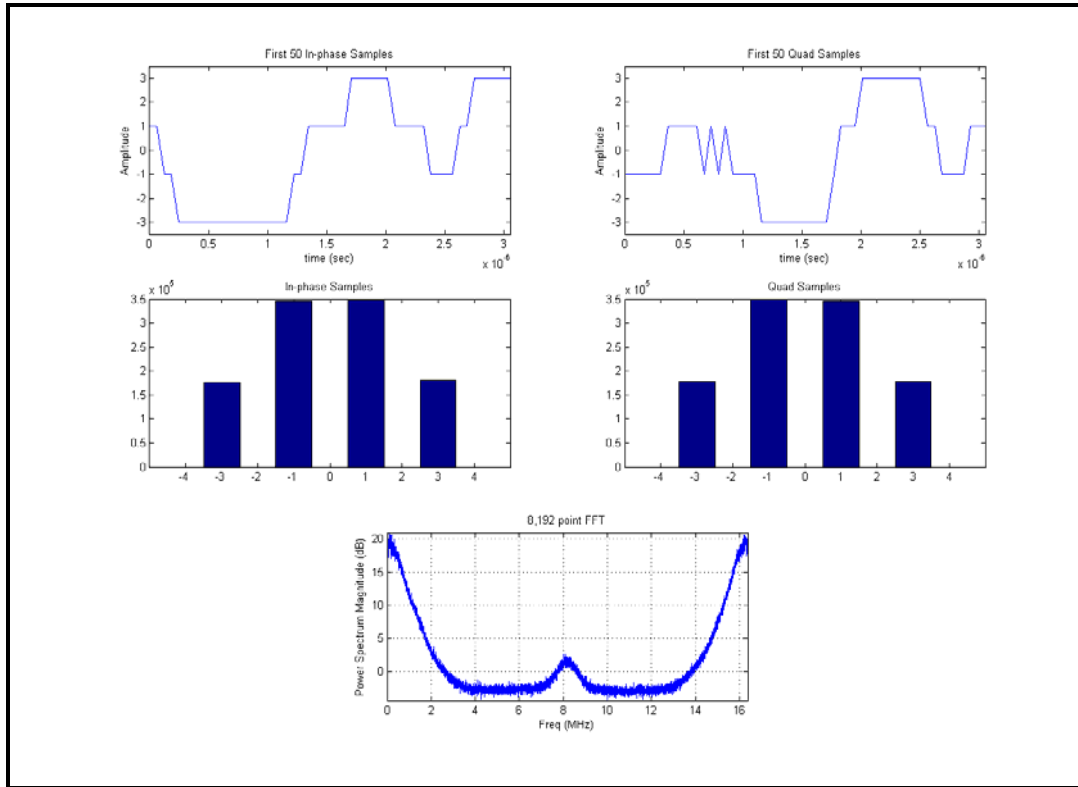 First 50 In-phase Samples
Amplitude
3
2
1
0
-1
-2
-3
0 0.5 1 1.5 2 2.5 3
time (sec)
x 10^-6
First 50 Quad Samples
Amplitude
3
2
1
0
-1
-2
-3
0 0.5 1 1.5 2 2.5 3
time (sec)
x 10^-6
In-phase Samples
x 10^5
3.5
3
2.5
2
1.5
1
0.5
0
-4 -3 -2 -1 0 1 2 3 4
Quad Samples
x 10^5
3.5
3
2.5
2
1.5
1
0.5
0
-4 -3 -2 -1 0 1 2 3 4
8,192 point FFT
Power Spectrum Magnitude (dB)
20
15
10
5
0
0 2 4 6 8 10 12 14 16
Freq (MHz)